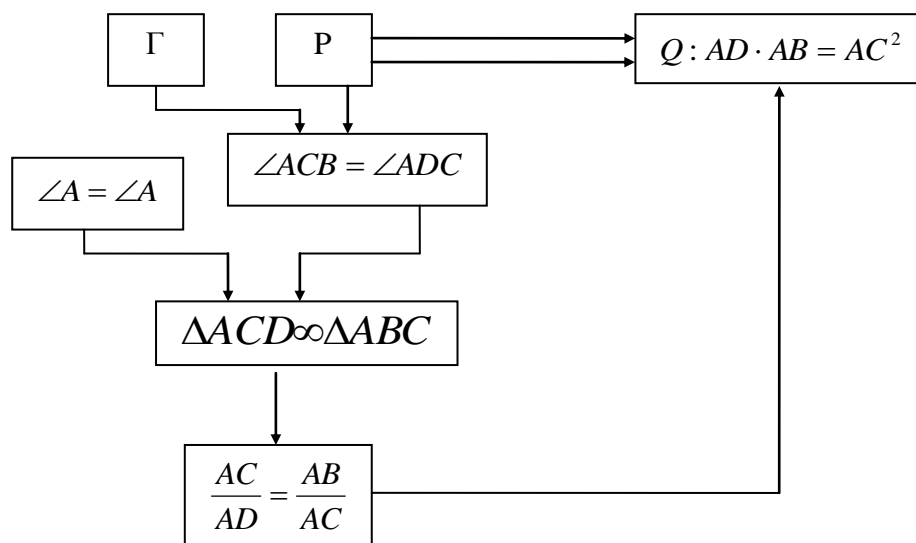 Γ
P
Q : AD · AB = AC²
∠ACB = ∠ADC
∠A = ∠A
ΔACD∞ΔABC
AC/AD = AB/AC